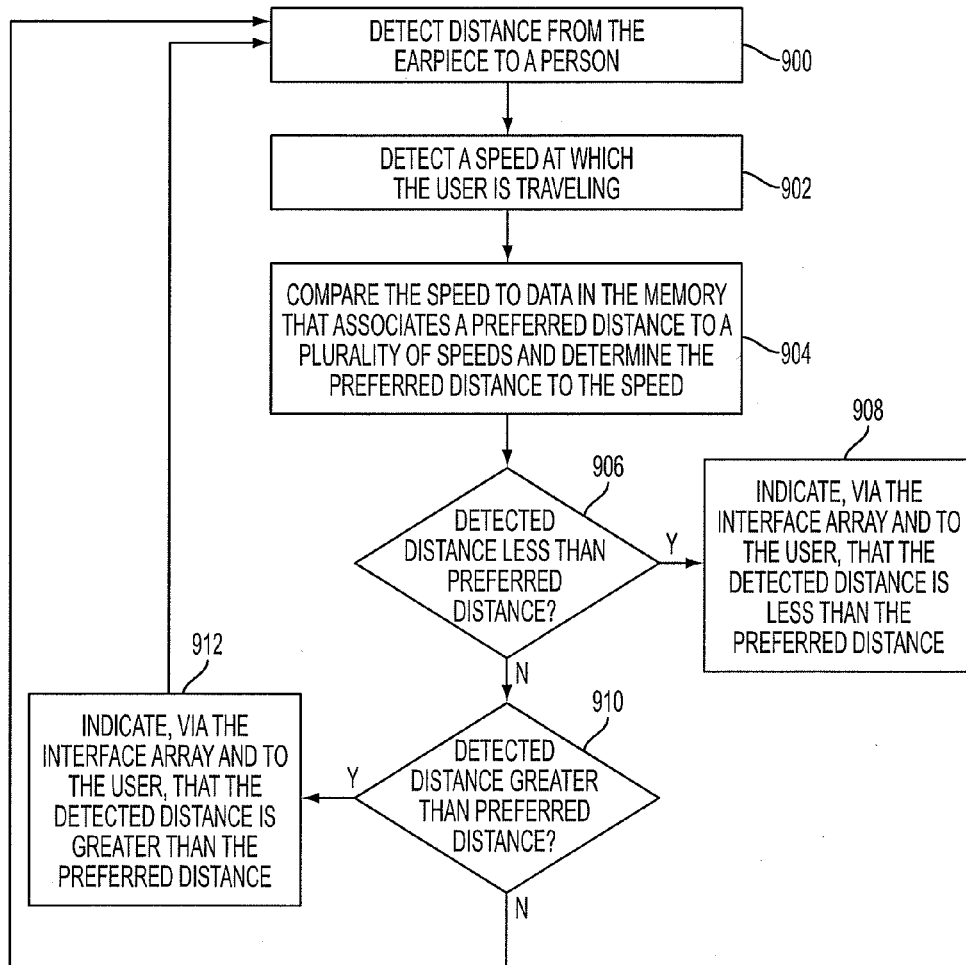 DETECT DISTANCE FROM THE
EARPIECE TO A PERSON
900
DETECT A SPEED AT WHICH
THE USER IS TRAVELING
902
COMPARE THE SPEED TO DATA IN THE MEMORY
THAT ASSOCIATES A PREFERRED DISTANCE TO A
PLURALITY OF SPEEDS AND DETERMINE THE
PREFERRED DISTANCE TO THE SPEED
904
906
DETECTED
DISTANCE LESS THAN
PREFERRED
DISTANCE?
Y
N
908
INDICATE, VIA THE
INTERFACE ARRAY AND TO
THE USER, THAT THE
DETECTED DISTANCE IS
LESS THAN THE
PREFERRED DISTANCE
910
DETECTED
DISTANCE GREATER
THAN PREFERRED
DISTANCE?
Y
N
912
INDICATE, VIA THE
INTERFACE ARRAY AND TO
THE USER, THAT THE
DETECTED DISTANCE IS
GREATER THAN THE
PREFERRED DISTANCE